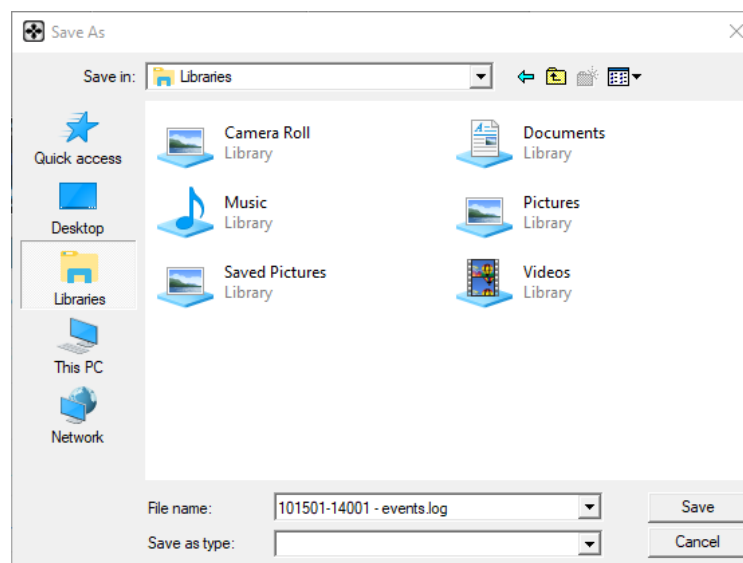 Save As
Save in: Libraries
Quick access
Desktop
Libraries
This PC
Network
Camera Roll
Library
Documents
Library
Music
Library
Pictures
Library
Saved Pictures
Library
Videos
Library
File name: 101501-14001 - events.log Save
Save as type: Cancel